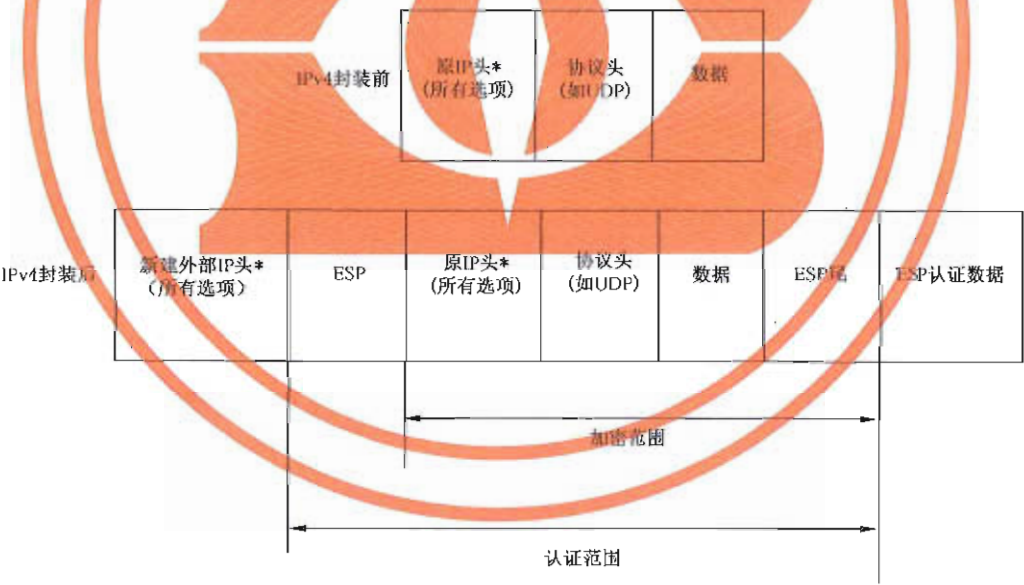 原IP头*
(所有选项)
协议头
(如UDP)
数据
IPv4封装前
IPv4封装后
新建外部IP头*
(所有选项)
ESP
原IP头*
(所有选项)
协议头
(如UDP)
数据
ESP尾
ESP认证数据
加密范围
认证范围